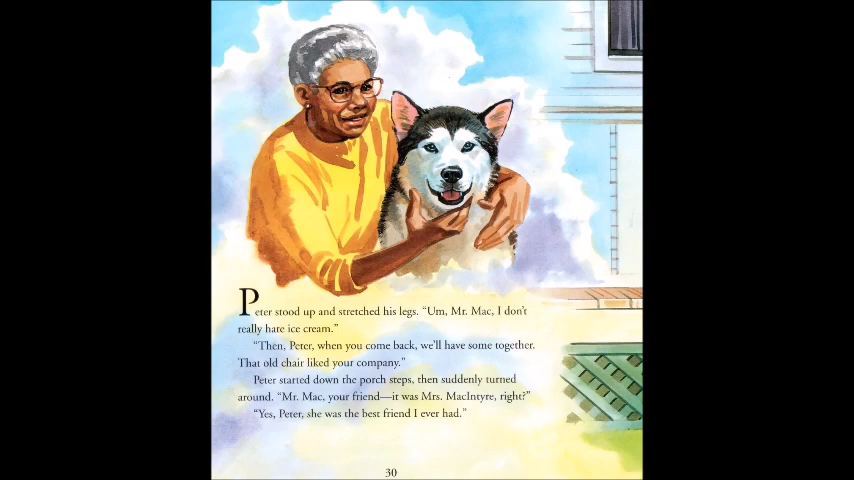 Peter stood up and stretched his legs. “Um, Mr. Mac, I don’t
really hate ice cream.”
“Then, Peter, when you come back, we’ll have some together.
That old chair liked your company.”
Peter started down the porch steps, then suddenly turned
around. “Mr. Mac, your friend—it was Mrs. MacIntyre, right?”
“Yes, Peter, she was the best friend I ever had.”
30